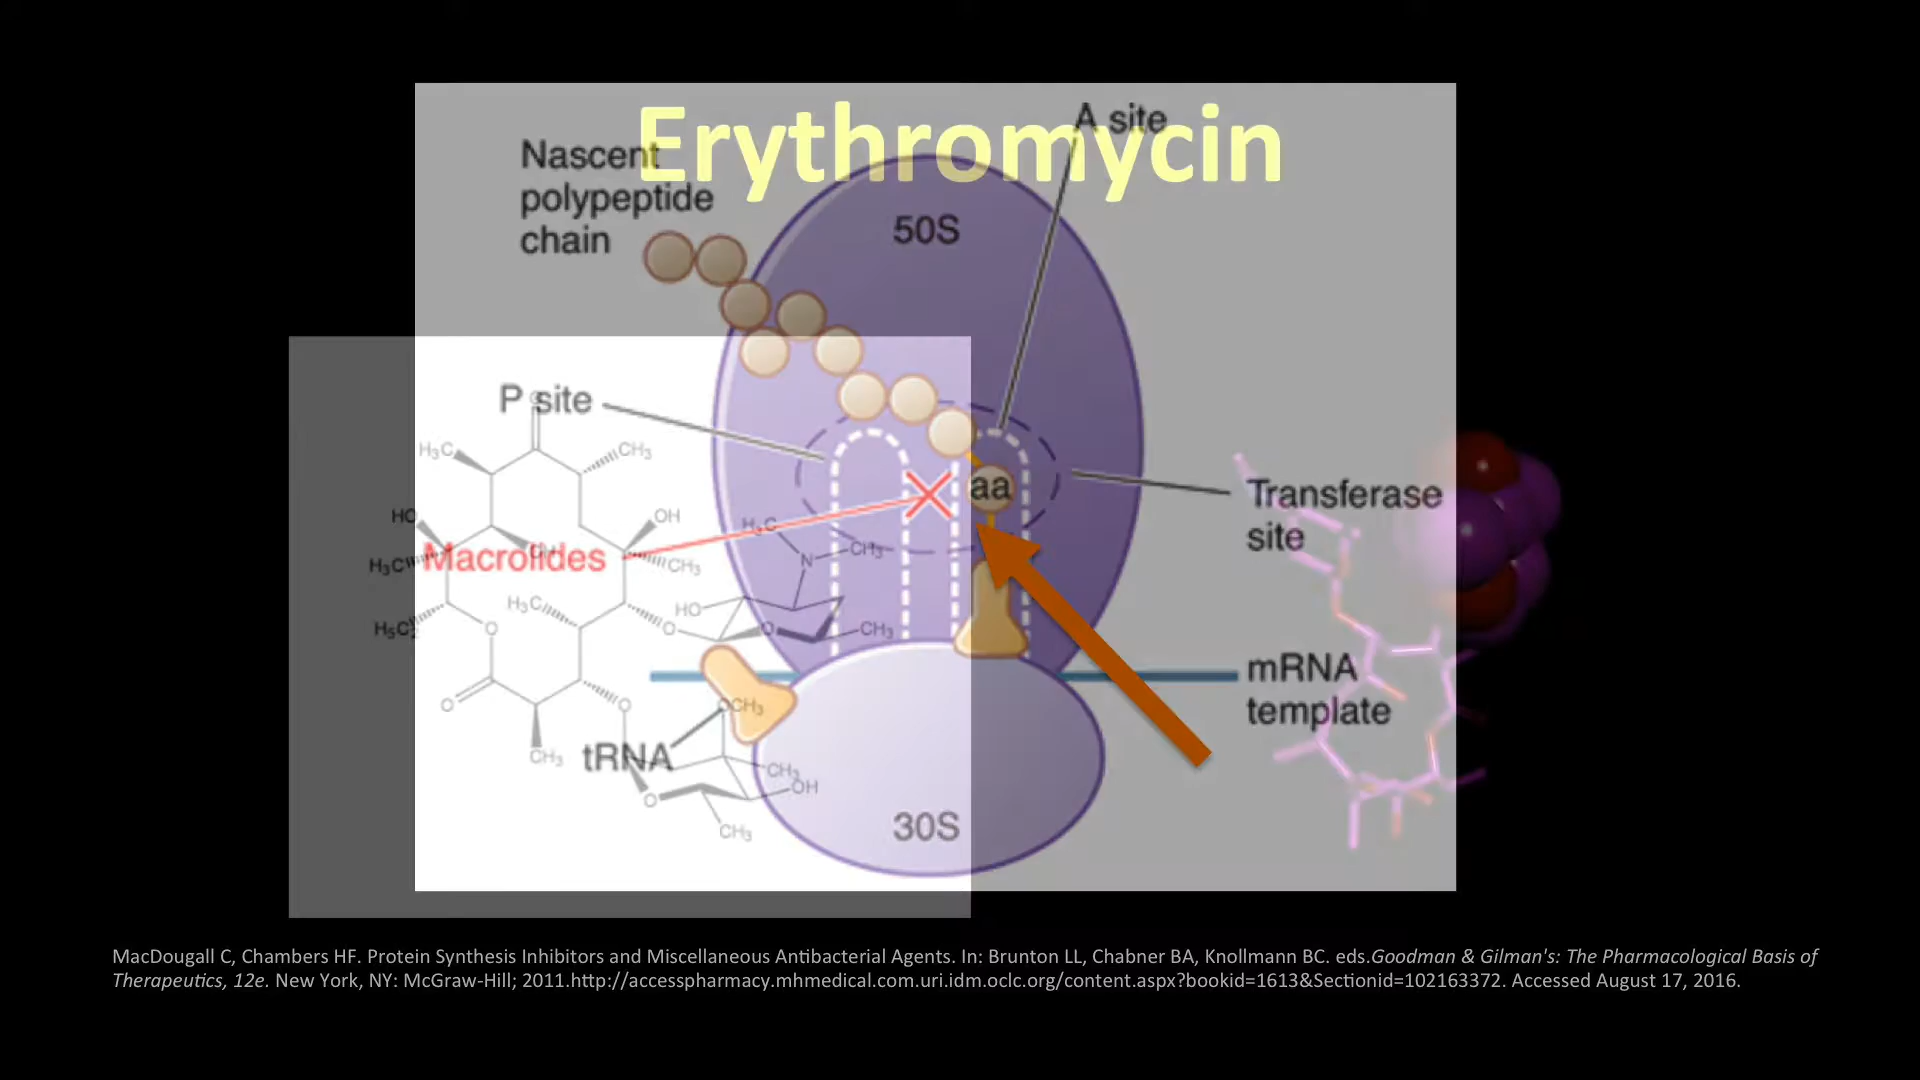 Erythromycin
A site
Nascent
polypeptide
chain
50S
P site
aa
Transferase
site
Macrolides
mRNA
template
tRNA
30S
O
H₃C
CH₃
HO
OH
H₃C
CH₃
H₃C
CH₃
N
H₃C
HO
O
O
CH₃
H₅C₂
O
O
O
OCH₃
CH₃
CH₃
OH
O
CH₃
MacDougall C, Chambers HF. Protein Synthesis Inhibitors and Miscellaneous Antibacterial Agents. In: Brunton LL, Chabner BA, Knollmann BC. eds.Goodman & Gilman's: The Pharmacological Basis of
Therapeutics, 12e. New York, NY: McGraw-Hill; 2011.http://accesspharmacy.mhmedical.com.uri.idm.oclc.org/content.aspx?bookid=1613&Sectionid=102163372. Accessed August 17, 2016.